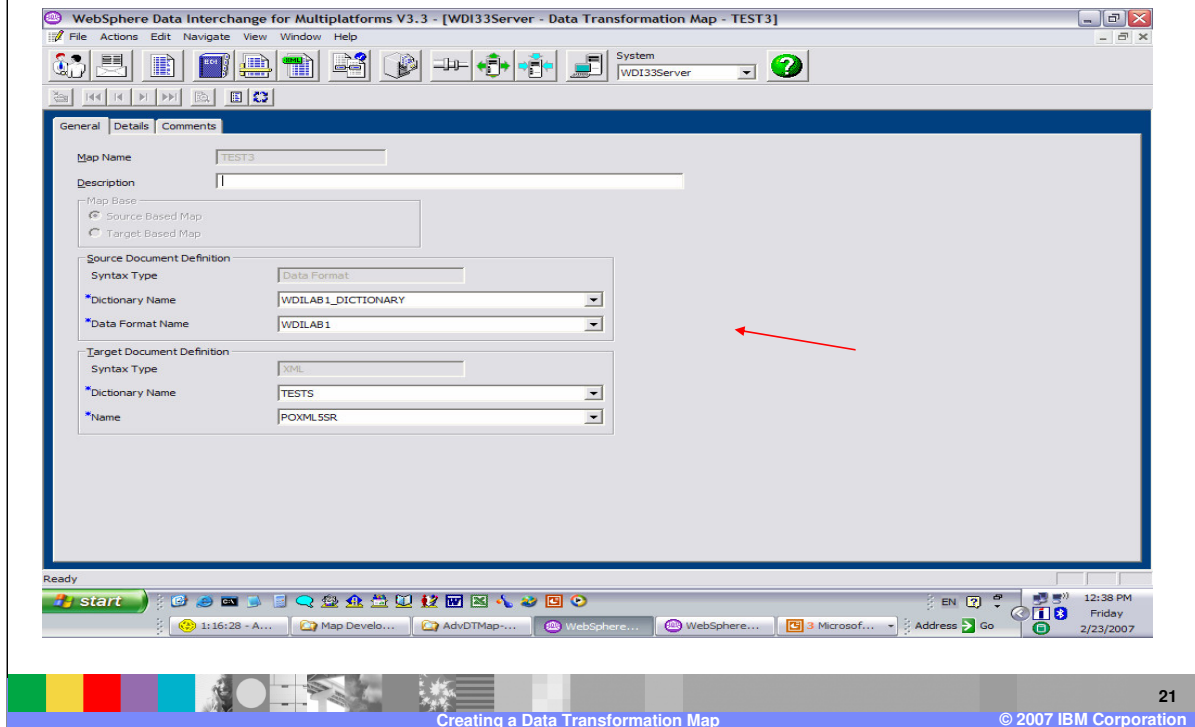 WebSphere Data Interchange for Multiplatforms V3.3 - [WDI33Server - Data Transformation Map - TEST3]
File Actions Edit Navigate View Window Help
System
WDI33Server
General Details Comments
Map Name TEST3
Description
Map Base
Source Based Map
Target Based Map
Source Document Definition
Syntax Type Data Format
*Dictionary Name WDILAB1_DICTIONARY
*Data Format Name WDILAB1
Target Document Definition
Syntax Type XML
*Dictionary Name TESTS
*Name POXML5SR
Ready
start EN 12:38 PM
1:16:28 - A... Map Develo... AdvDTMap-... WebSphere... WebSphere... 3 Microsof... Address Go Friday
2/23/2007
21
Creating a Data Transformation Map © 2007 IBM Corporation